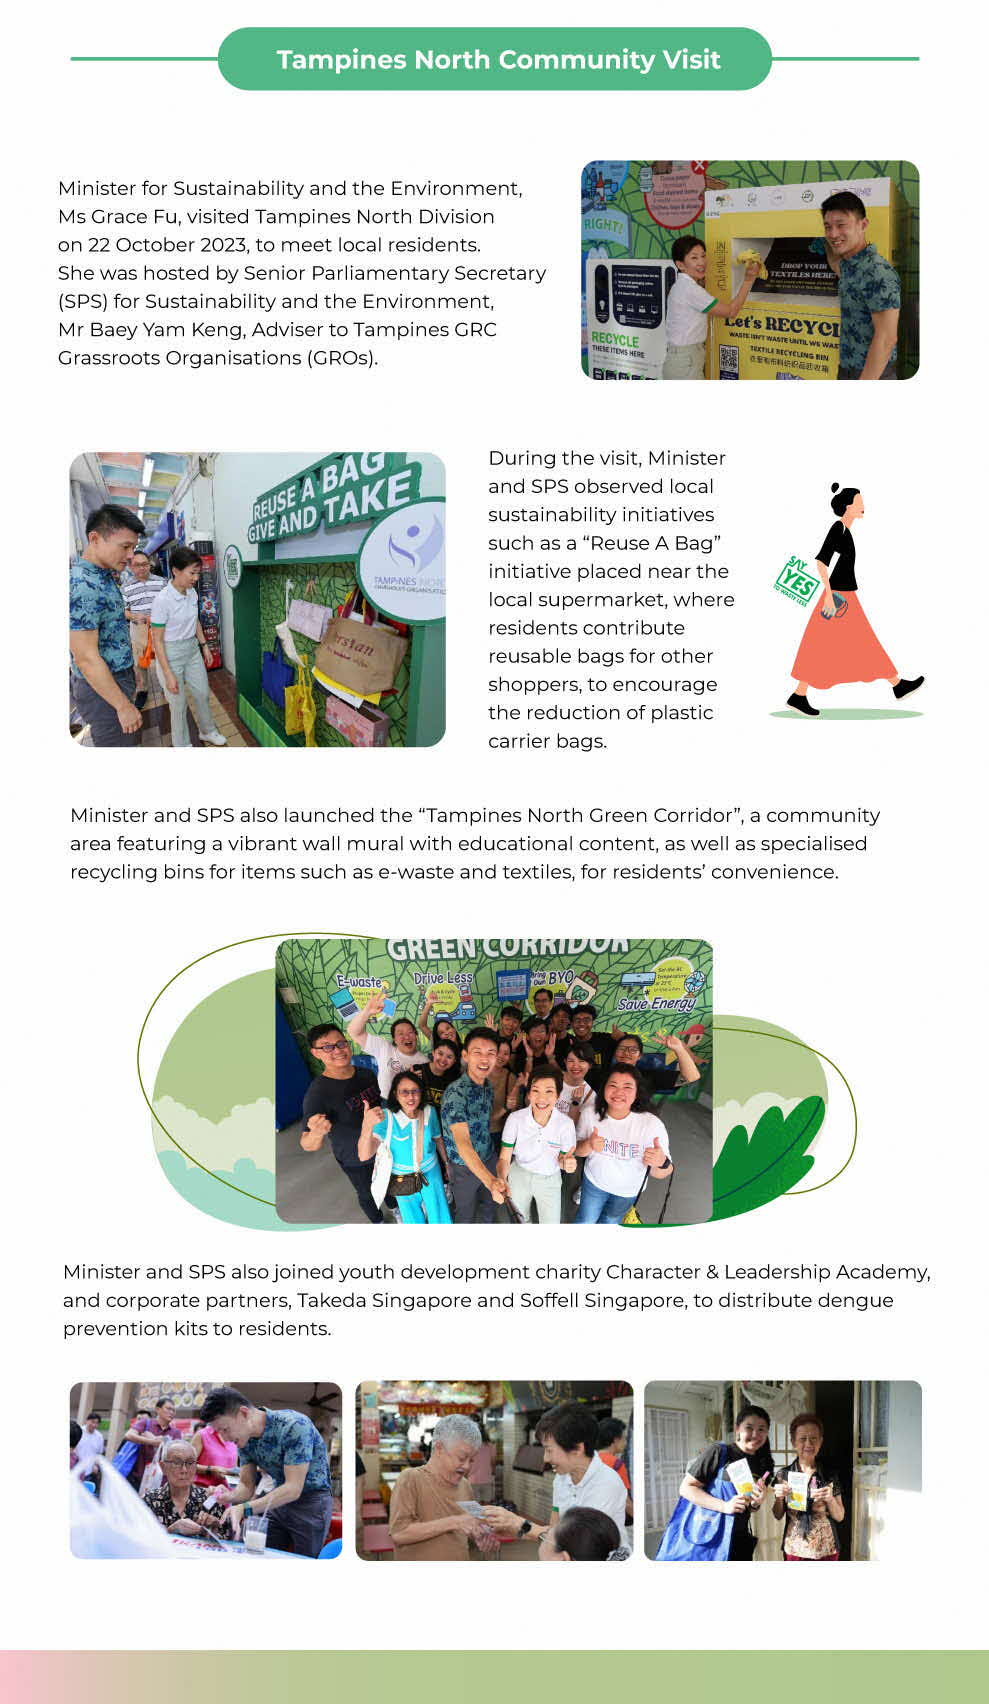 Tampines North Community Visit
Minister for Sustainability and the Environment,
Ms Grace Fu, visited Tampines North Division
on 22 October 2023, to meet local residents.
She was hosted by Senior Parliamentary Secretary
(SPS) for Sustainability and the Environment,
Mr Baey Yam Keng, Adviser to Tampines GRC
Grassroots Organisations (GROs).
RIGHT!
RECYCLE
THESE ITEMS HERE
DROP YOUR
TEXTILES HERE!
Let's RECYCL
WASTE ISN'T WASTE UNTIL WE WAS
TEXTILE RECYCLING BIN
REUSE A BAG
GIVE AND TAKE
TAMPINES NOR
During the visit, Minister
and SPS observed local
sustainability initiatives
such as a “Reuse A Bag”
initiative placed near the
local supermarket, where
residents contribute
reusable bags for other
shoppers, to encourage
the reduction of plastic
carrier bags.
SAY
YES
TO WASTE LESS
Minister and SPS also launched the “Tampines North Green Corridor”, a community
area featuring a vibrant wall mural with educational content, as well as specialised
recycling bins for items such as e-waste and textiles, for residents’ convenience.
GREEN CORRIDOR
E-waste
Drive Less
Bring
Own
BYO
Set the AC
Temperature
Save Energy
NITE
Minister and SPS also joined youth development charity Character & Leadership Academy,
and corporate partners, Takeda Singapore and Soffell Singapore, to distribute dengue
prevention kits to residents.